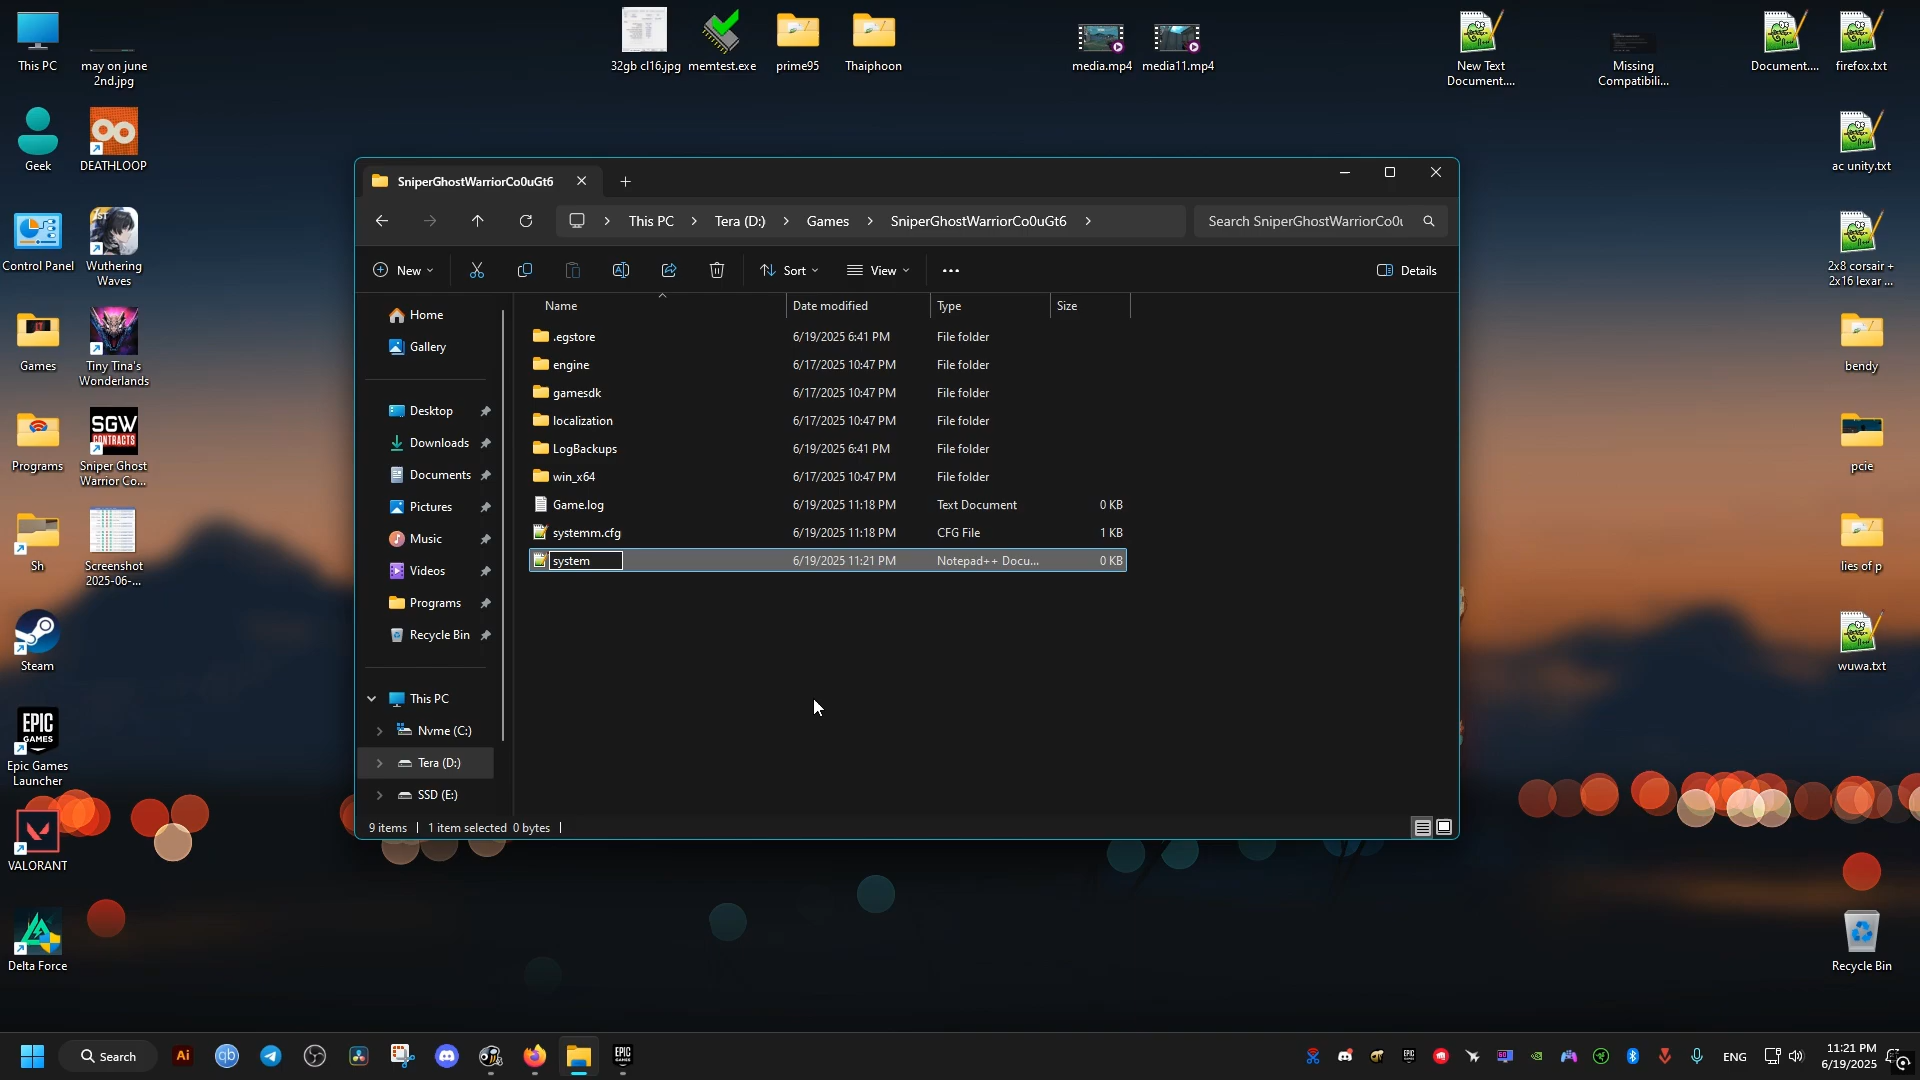 This PC
may on june
2nd.jpg
32gb cl16.jpg
memtest.exe
prime95
Thaiphoon
media.mp4
media11.mp4
New Text
Document....
Missing
Compatibili...
Document....
firefox.txt
Geek
DEATHLOOP
ac unity.txt
Control Panel
Wuthering
Waves
2x8 corsair +
2x16 lexar ...
Games
Tiny Tina's
Wonderlands
bendy
Programs
SGW
CONTRACTS
Sniper Ghost
Warrior Co...
pcie
Sh
Screenshot
2025-06-...
lies of p
Steam
wuwa.txt
EPIC
GAMES
Epic Games
Launcher
VALORANT
Delta Force
Recycle Bin
SniperGhostWarriorCo0uGt6
This PC
Tera (D:)
Games
SniperGhostWarriorCo0uGt6
Search SniperGhostWarriorCo0u
New
Sort
View
Details
Home
Gallery
Desktop
Downloads
Documents
Pictures
Music
Videos
Programs
Recycle Bin
This PC
Nvme (C:)
Tera (D:)
SSD (E:)
Name Date modified Type Size
.egstore 6/19/2025 6:41 PM File folder
engine 6/17/2025 10:47 PM File folder
gamesdk 6/17/2025 10:47 PM File folder
localization 6/17/2025 10:47 PM File folder
LogBackups 6/19/2025 6:41 PM File folder
win_x64 6/17/2025 10:47 PM File folder
Game.log 6/19/2025 11:18 PM Text Document 0 KB
systemm.cfg 6/19/2025 11:18 PM CFG File 1 KB
system 6/19/2025 11:21 PM Notepad++ Docu... 0 KB
9 items 1 item selected 0 bytes
Search
Ai
qb
EPIC
GAMES
ENG
11:21 PM
6/19/2025